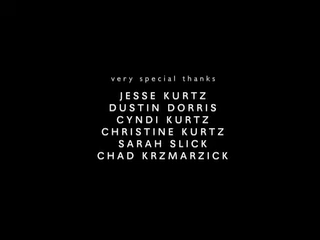 very special thanks
JESSE KURTZ
DUSTIN DORRIS
CYNDI KURTZ
CHRISTINE KURTZ
SARAH SLICK
CHAD KRZMARZICK